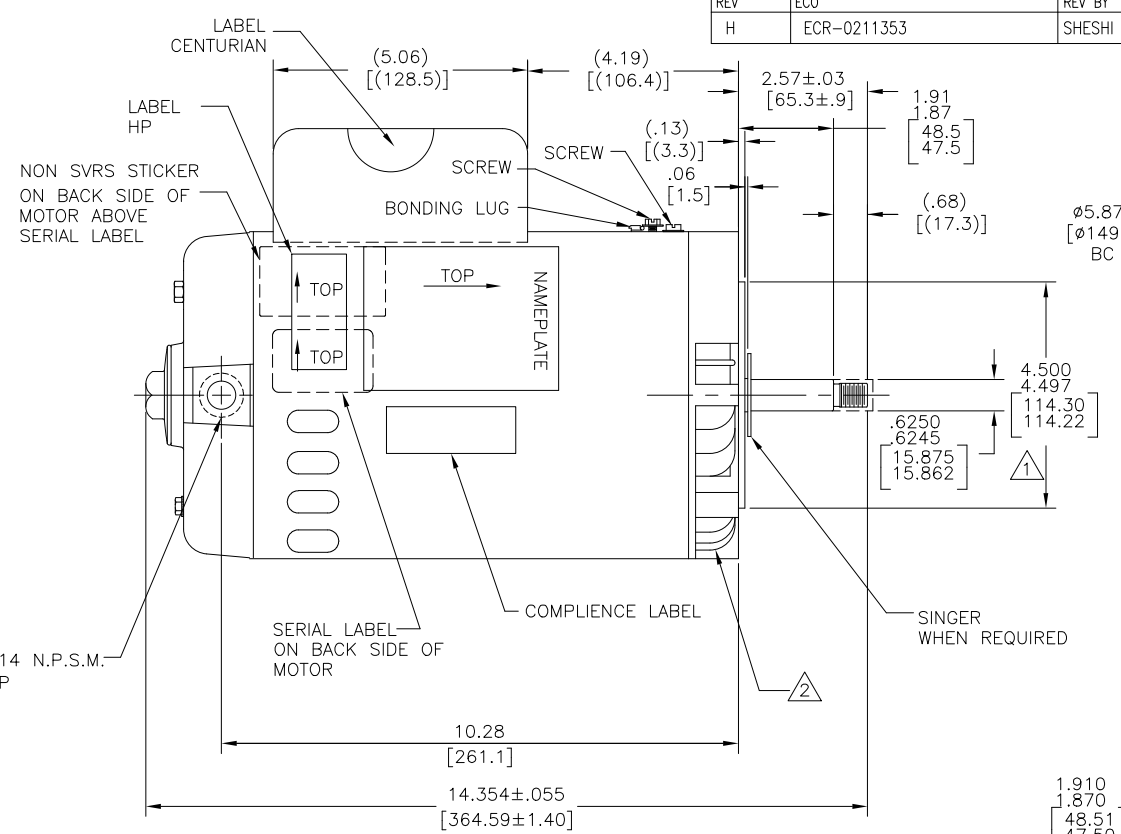 REV ECO REV BY
H ECR-0211353 SHESHI
LABEL
CENTURIAN
(5.06)
[(128.5)]
(4.19)
[(106.4)]
2.57±.03
[65.3±.9]
1.91
1.87
[48.5
47.5]
LABEL
HP
(.13)
[(3.3)]
SCREW
SCREW
.06
[1.5]
NON SVRS STICKER
ON BACK SIDE OF
MOTOR ABOVE
SERIAL LABEL
BONDING LUG
(.68)
[(17.3)]
ø5.87
[ø149
BC
TOP
TOP
NAMEPLATE
TOP
4.500
4.497
[114.30
114.22]
.6250
.6245
[15.875
15.862]
1
COMPLIENCE LABEL
SINGER
WHEN REQUIRED
SERIAL LABEL
ON BACK SIDE OF
MOTOR
14 N.P.S.M.
P
2
10.28
[261.1]
14.354±.055
[364.59±1.40]
1.910
1.870
[48.51
47.50